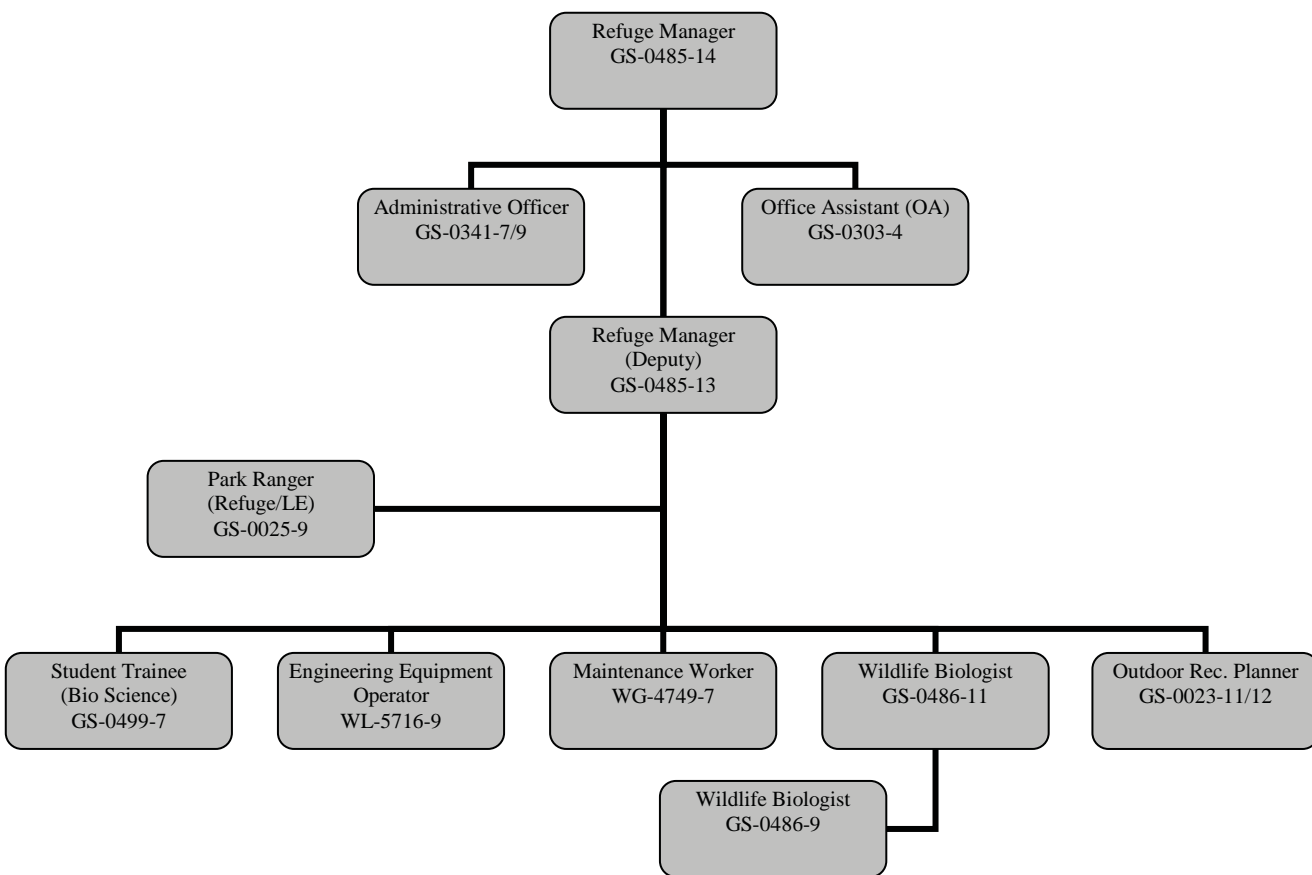 Refuge Manager
GS-0485-14
Administrative Officer
GS-0341-7/9
Office Assistant (OA)
GS-0303-4
Refuge Manager
(Deputy)
GS-0485-13
Park Ranger
(Refuge/LE)
GS-0025-9
Student Trainee
(Bio Science)
GS-0499-7
Engineering Equipment
Operator
WL-5716-9
Maintenance Worker
WG-4749-7
Wildlife Biologist
GS-0486-11
Outdoor Rec. Planner
GS-0023-11/12
Wildlife Biologist
GS-0486-9